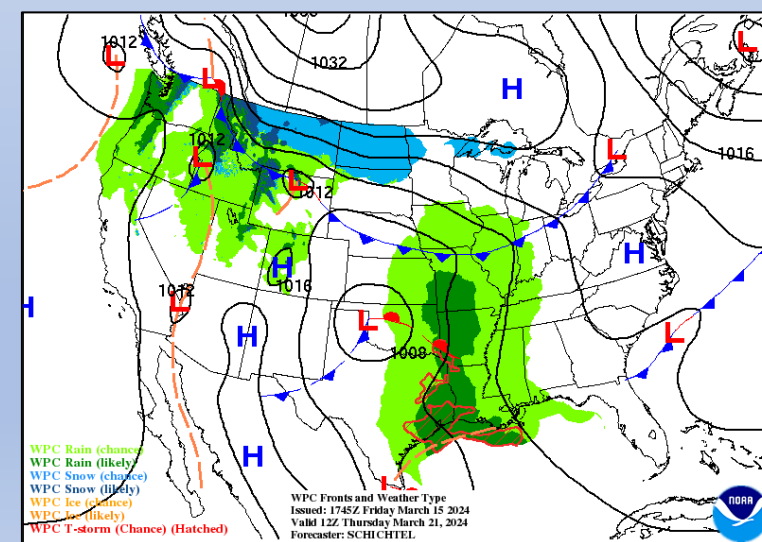 1012
1032
H
L
L
L
1016
1012
L
L
1012
H
H
1016
1012
L
H
H
L
L
1008
H
L
WPC Rain (chance)
WPC Rain (likely)
WPC Snow (chance)
WPC Snow (likely)
WPC Ice (chance)
WPC Ice (likely)
WPC T-storm (Chance) (Hatched)
WPC Fronts and Weather Type
Issued: 1745Z Friday March 15 2024
Valid 12Z Thursday March 21, 2024
Forecaster: SCHICHTEL
NOAA